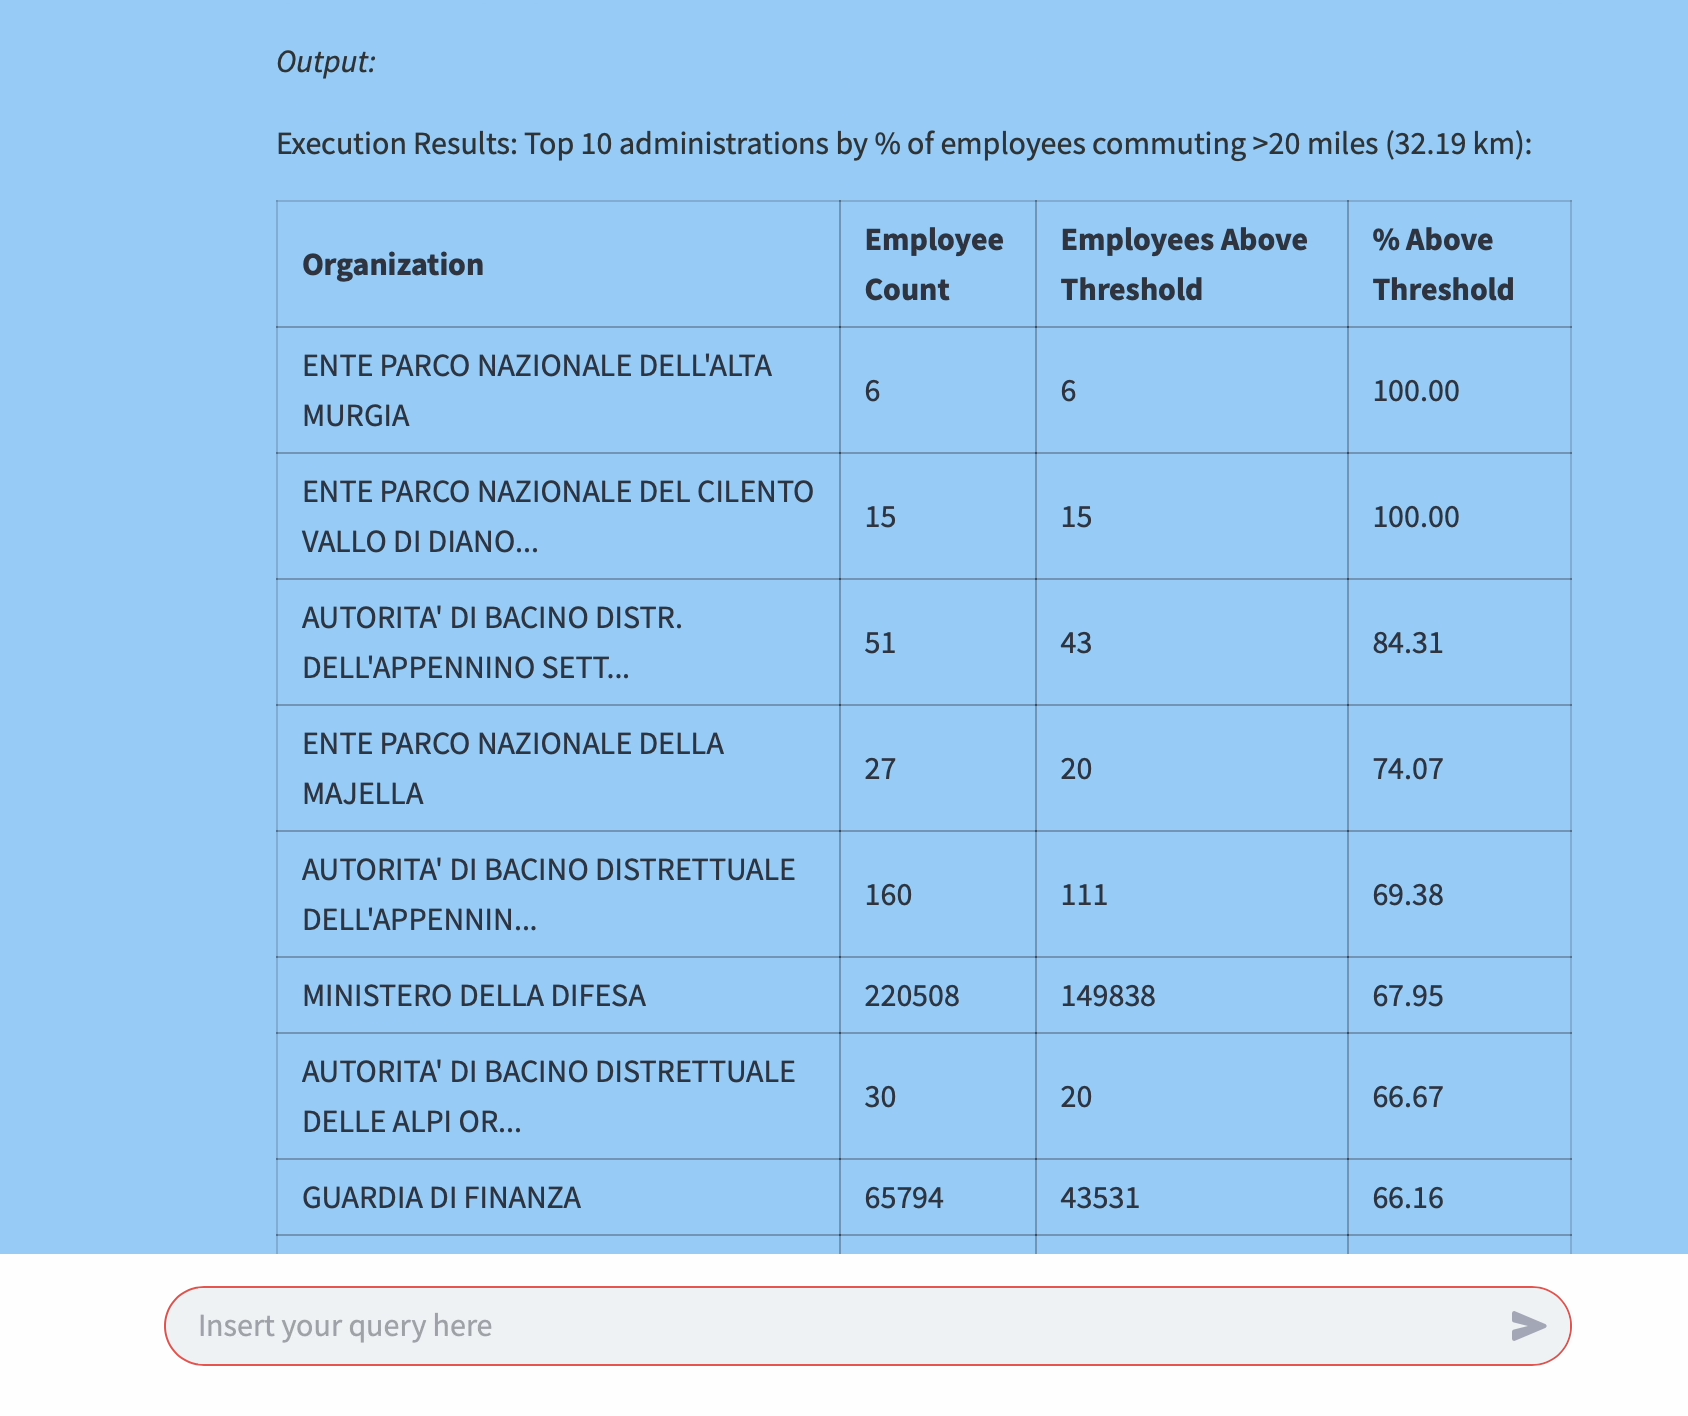 Output:
Execution Results: Top 10 administrations by % of employees commuting >20 miles (32.19 km):
Organization
Employee
Count
Employees Above
Threshold
% Above
Threshold
ENTE PARCO NAZIONALE DELL'ALTA
MURGIA
6
6
100.00
ENTE PARCO NAZIONALE DEL CILENTO
VALLO DI DIANO...
15
15
100.00
AUTORITA' DI BACINO DISTR.
DELL'APPENNINO SETT...
51
43
84.31
ENTE PARCO NAZIONALE DELLA
MAJELLA
27
20
74.07
AUTORITA' DI BACINO DISTRETTUALE
DELL'APPENNIN...
160
111
69.38
MINISTERO DELLA DIFESA
220508
149838
67.95
AUTORITA' DI BACINO DISTRETTUALE
DELLE ALPI OR...
30
20
66.67
GUARDIA DI FINANZA
65794
43531
66.16
Insert your query here